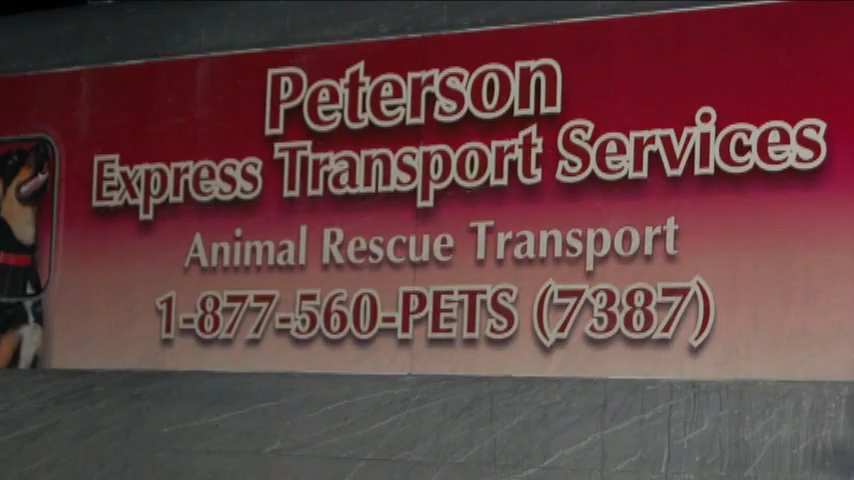 Peterson
Express Transport Services
Animal Rescue Transport
1-877-560-PETS (7387)